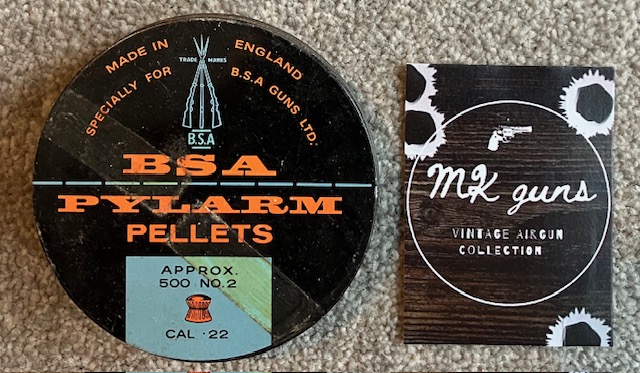 MADE IN ENGLAND
SPECIALLY FOR B.S.A GUNS LTD.
TRADE MARKS
B.S.A
BSA
PYLARM
PELLETS
APPROX.
500 NO.2
CAL ·22
MK guns
VINTAGE AIRGUN
COLLECTION